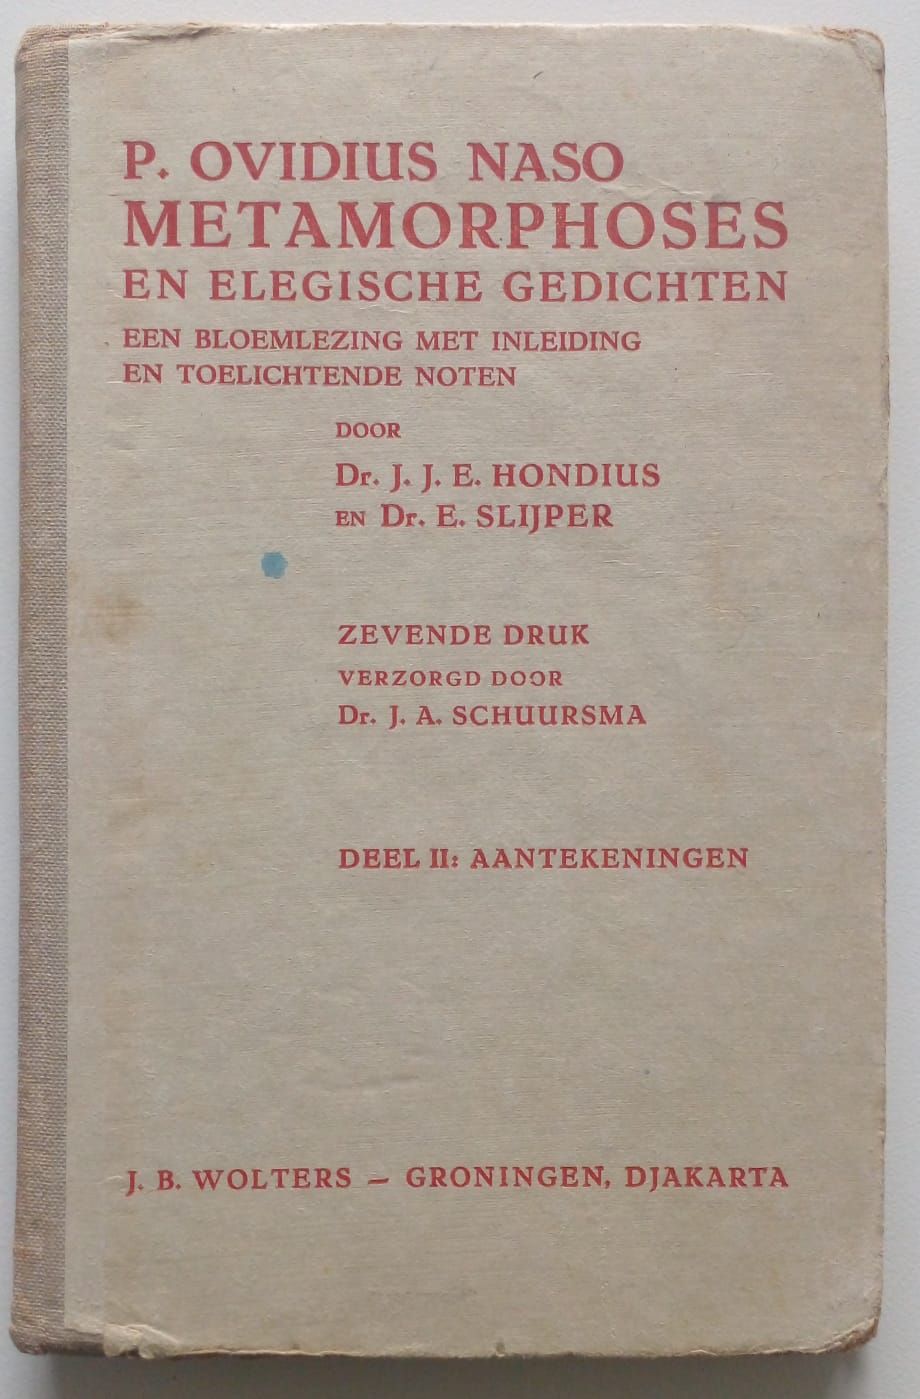 P. OVIDIUS NASO
METAMORPHOSES
EN ELEGISCHE GEDICHTEN
EEN BLOEMLEZING MET INLEIDING
EN TOELICHTENDE NOTEN
DOOR
Dr. J. J. E. HONDIUS
EN Dr. E. SLIJPER
ZEVENDE DRUK
VERZORGD DOOR
Dr. J. A. SCHUURSMA
DEEL II: AANTEKENINGEN
J. B. WOLTERS – GRONINGEN, DJAKARTA